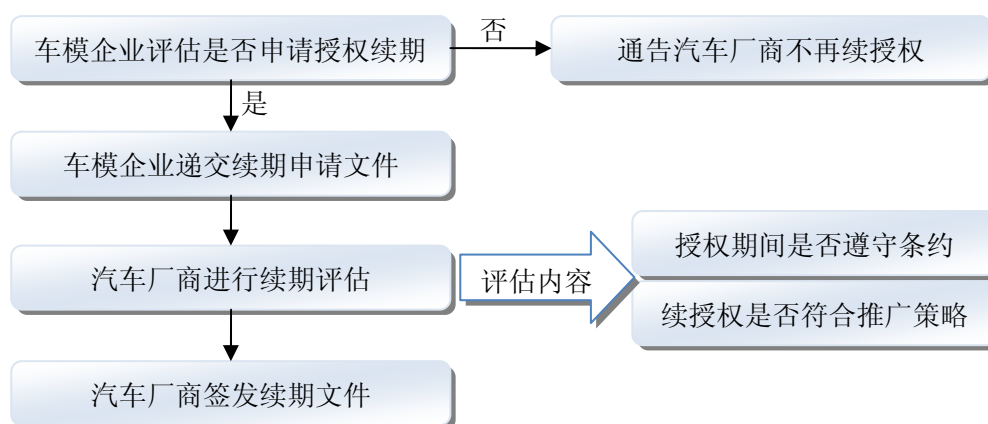 车模企业评估是否申请授权续期
否
通告汽车厂商不再续授权
是
车模企业递交续期申请文件
汽车厂商进行续期评估
评估内容
授权期间是否遵守条约
续授权是否符合推广策略
汽车厂商签发续期文件